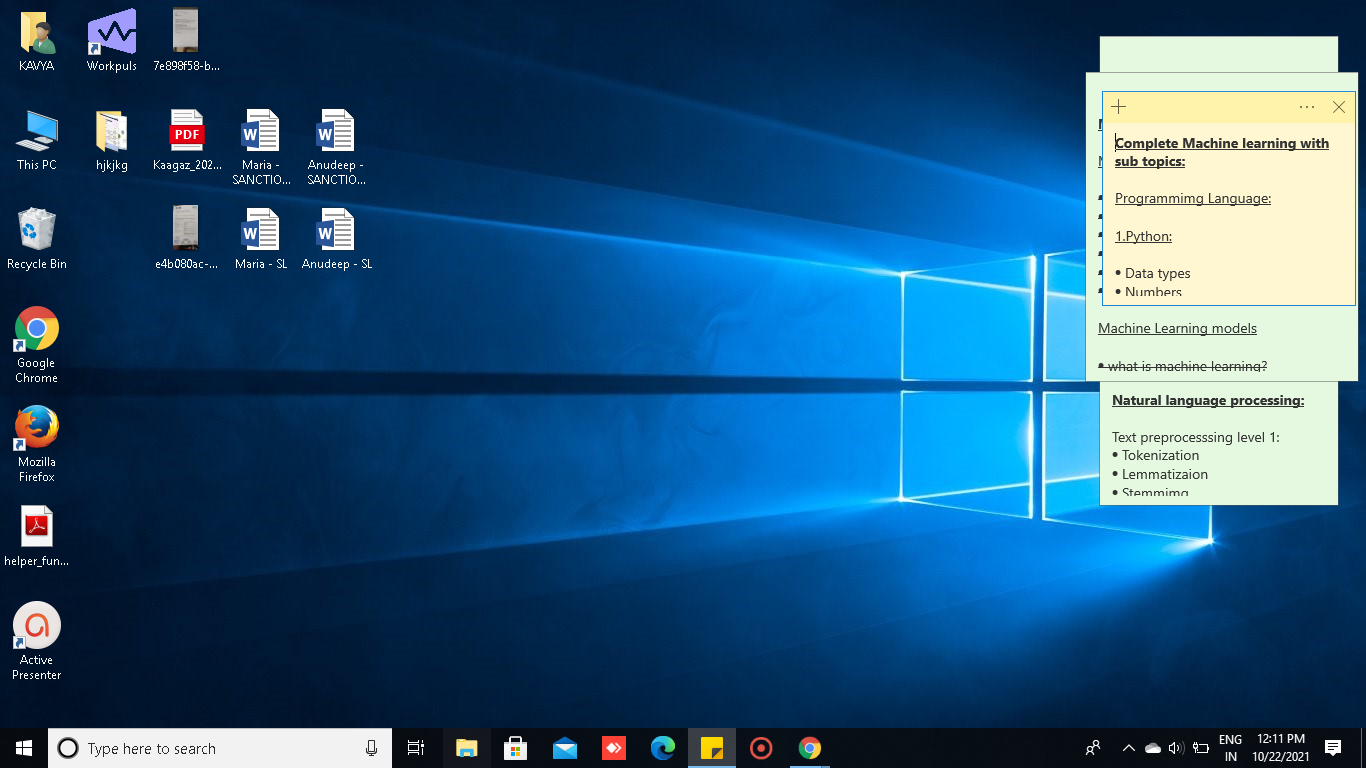 KAVYA
Workpuls
7e898f58-b...
This PC
hjkjkg
PDF
Kaagaz_202...
W
Maria -
SANCTIO...
W
Anudeep -
SANCTIO...
Recycle Bin
e4b080ac-...
W
Maria - SL
W
Anudeep - SL
Google
Chrome
Mozilla
Firefox
helper_fun...
Active
Presenter
Complete Machine learning with
sub topics:
Programmimg Language:
1.Python:
• Data types
• Numbers
Machine Learning models
• what is machine learning?
Natural language processing:
Text preprocesssing level 1:
• Tokenization
• Lemmatizaion
• Stemmimg
Type here to search
ENG
IN
12:11 PM
10/22/2021